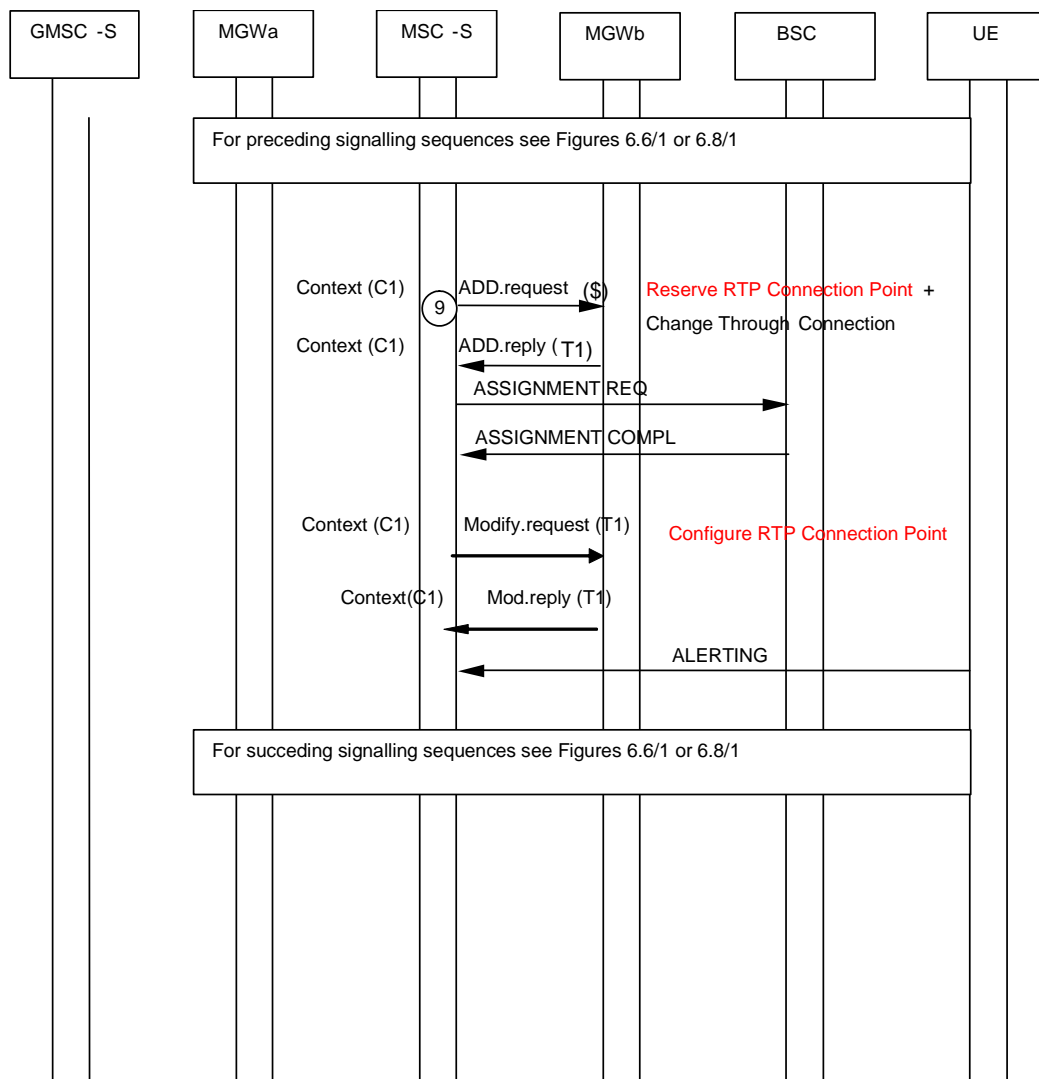 GMSC -S
MGWa
MSC -S
MGWb
BSC
UE
For preceding signalling sequences see Figures 6.6/1 or 6.8/1
Context (C1)
9
ADD.request ($)
Reserve RTP Connection Point +
Change Through Connection
Context (C1)
ADD.reply (T1)
ASSIGNMENT REQ
ASSIGNMENT COMPL
Context (C1)
Modify.request (T1)
Configure RTP Connection Point
Context(C1)
Mod.reply (T1)
ALERTING
For succeding signalling sequences see Figures 6.6/1 or 6.8/1